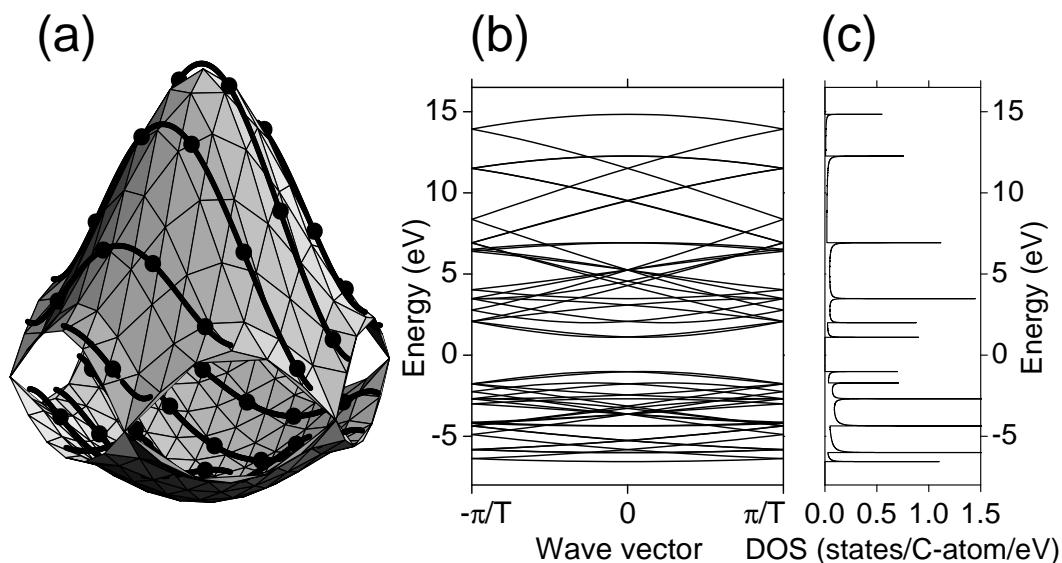 (a)
(b)
(c)
15
10
5
0
-5
Energy (eV)
-π/T
0
π/T
Wave vector
15
10
5
0
-5
Energy (eV)
0.0 0.5 1.0 1.5
DOS (states/C-atom/eV)